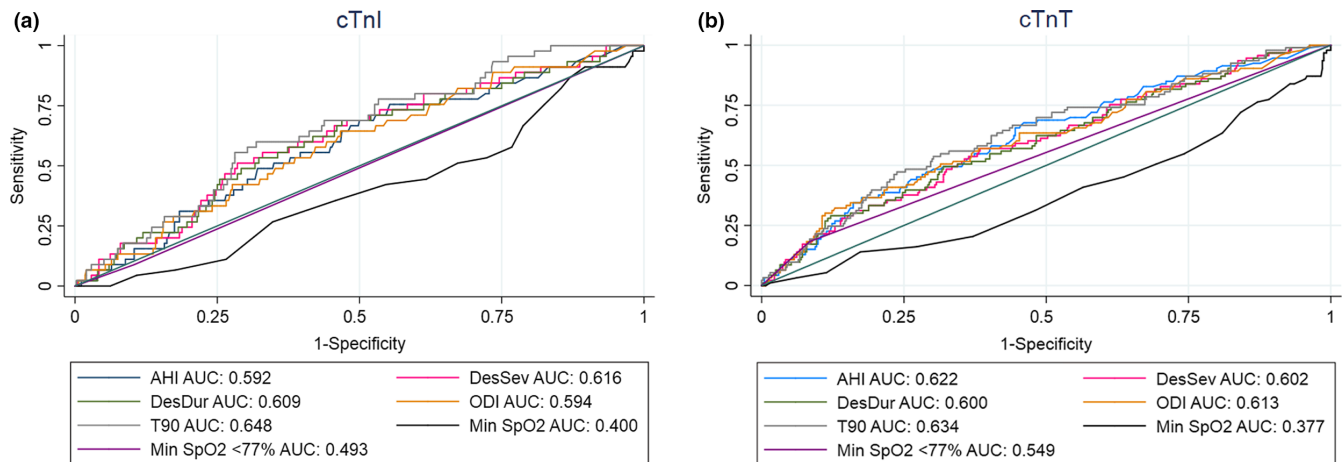 (a)
cTnI
1
0.75
0.5
0.25
0
Sensitivity
0 0.25 0.5 0.75 1
1-Specificity
AHI AUC: 0.592 DesSev AUC: 0.616
DesDur AUC: 0.609 ODI AUC: 0.594
T90 AUC: 0.648 Min SpO2 AUC: 0.400
Min SpO2 <77% AUC: 0.493
(b)
cTnT
1
0.75
0.5
0.25
0
Sensitivity
0 0.25 0.5 0.75 1
1-Specificity
AHI AUC: 0.622 DesSev AUC: 0.602
DesDur AUC: 0.600 ODI AUC: 0.613
T90 AUC: 0.634 Min SpO2 AUC: 0.377
Min SpO2 <77% AUC: 0.549